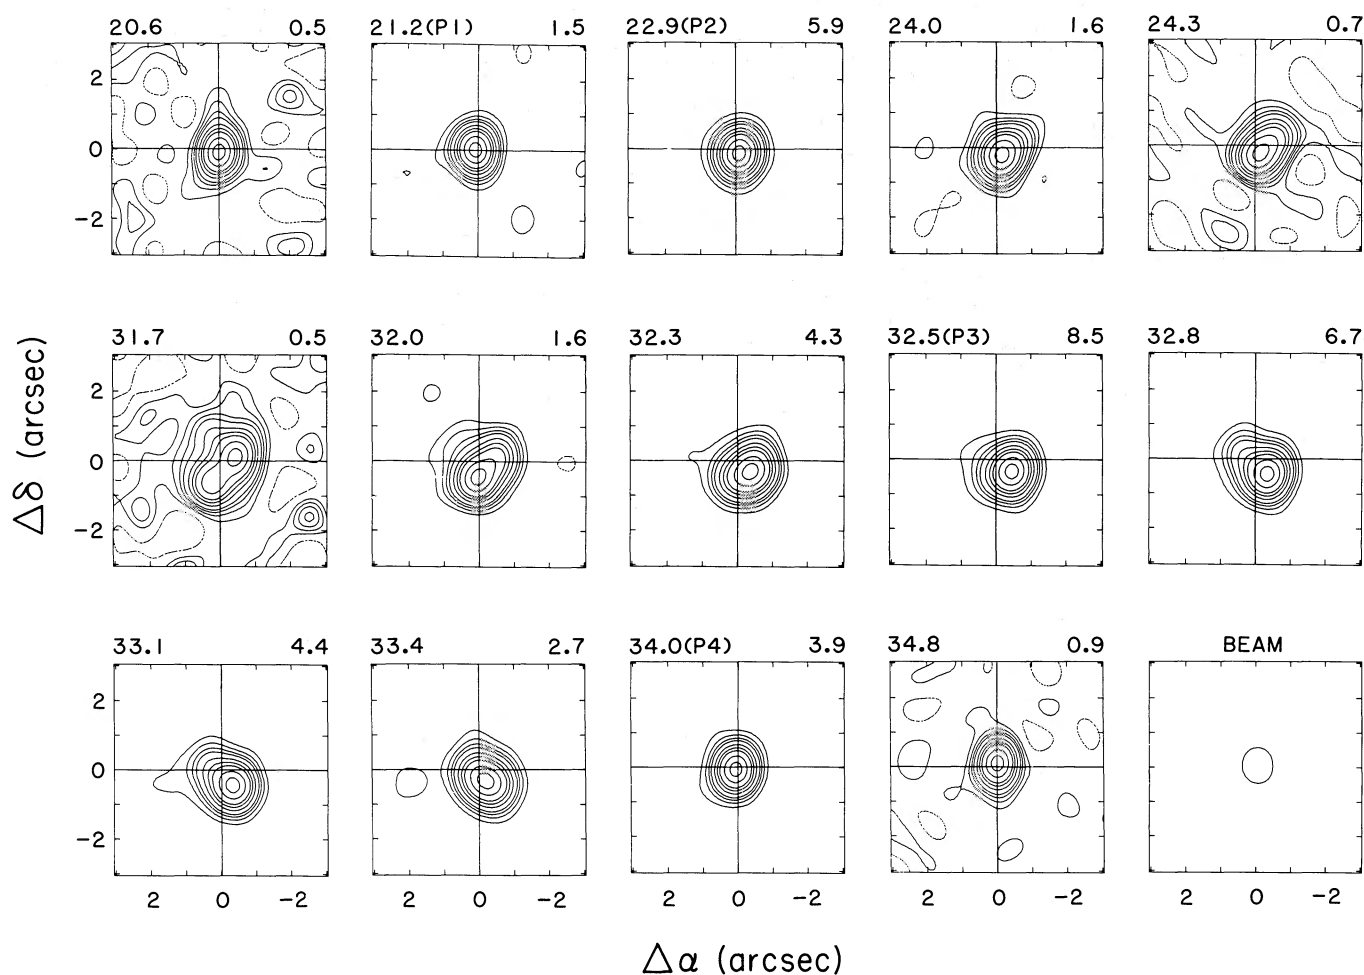 20.6 0.5 21.2(P1) 1.5 22.9(P2) 5.9 24.0 1.6 24.3 0.7
2
0
-2
31.7 0.5 32.0 1.6 32.3 4.3 32.5(P3) 8.5 32.8 6.7
2
0
-2
Δδ (arcsec)
33.1 4.4 33.4 2.7 34.0(P4) 3.9 34.8 0.9 BEAM
2
0
-2
2 0 -2 2 0 -2 2 0 -2 2 0 -2 2 0 -2
Δα (arcsec)